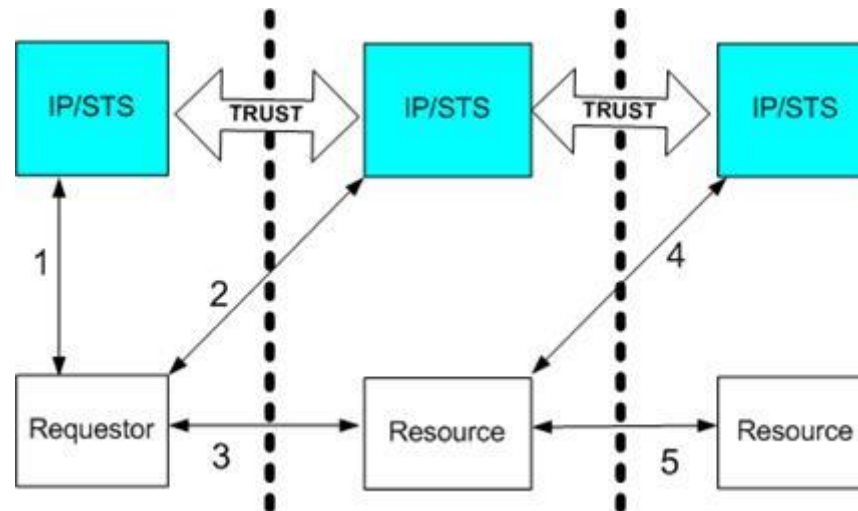 IP/STS
TRUST
IP/STS
TRUST
IP/STS
1
2
4
Requestor
3
Resource
5
Resource